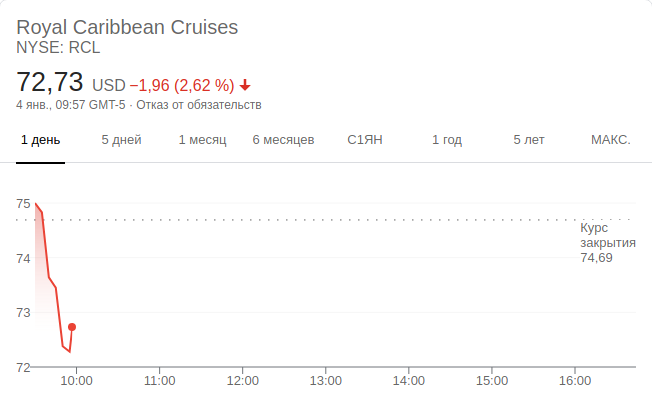 Royal Caribbean Cruises
NYSE: RCL
72,73 USD −1,96 (2,62 %)
4 янв., 09:57 GMT-5 · Отказ от обязательств
1 день 5 дней 1 месяц 6 месяцев С1ЯН 1 год 5 лет МАКС.
75
Курс
закрытия
74,69
74
73
72
10:00 11:00 12:00 13:00 14:00 15:00 16:00